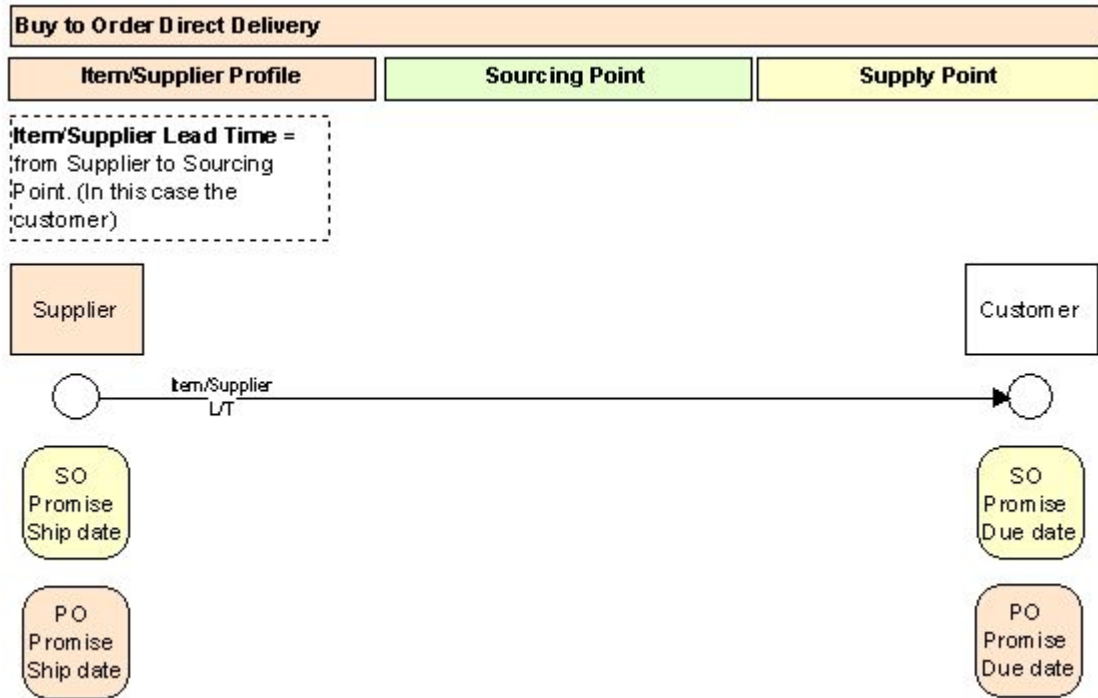 Buy to Order Direct Delivery
Item/Supplier Profile
Sourcing Point
Supply Point
Item/Supplier Lead Time =
from Supplier to Sourcing
Point. (In this case the
customer)
Supplier
Customer
Item/Supplier
L/T
SO
Promise
Ship date
SO
Promise
Due date
PO
Promise
Ship date
PO
Promise
Due date